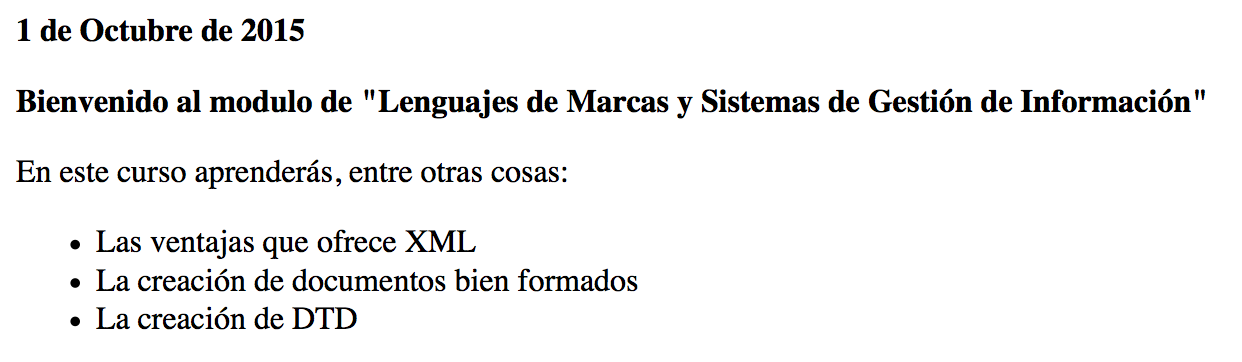 1 de Octubre de 2015
Bienvenido al modulo de "Lenguajes de Marcas y Sistemas de Gestión de Información"
En este curso aprenderás, entre otras cosas:
• Las ventajas que ofrece XML
• La creación de documentos bien formados
• La creación de DTD